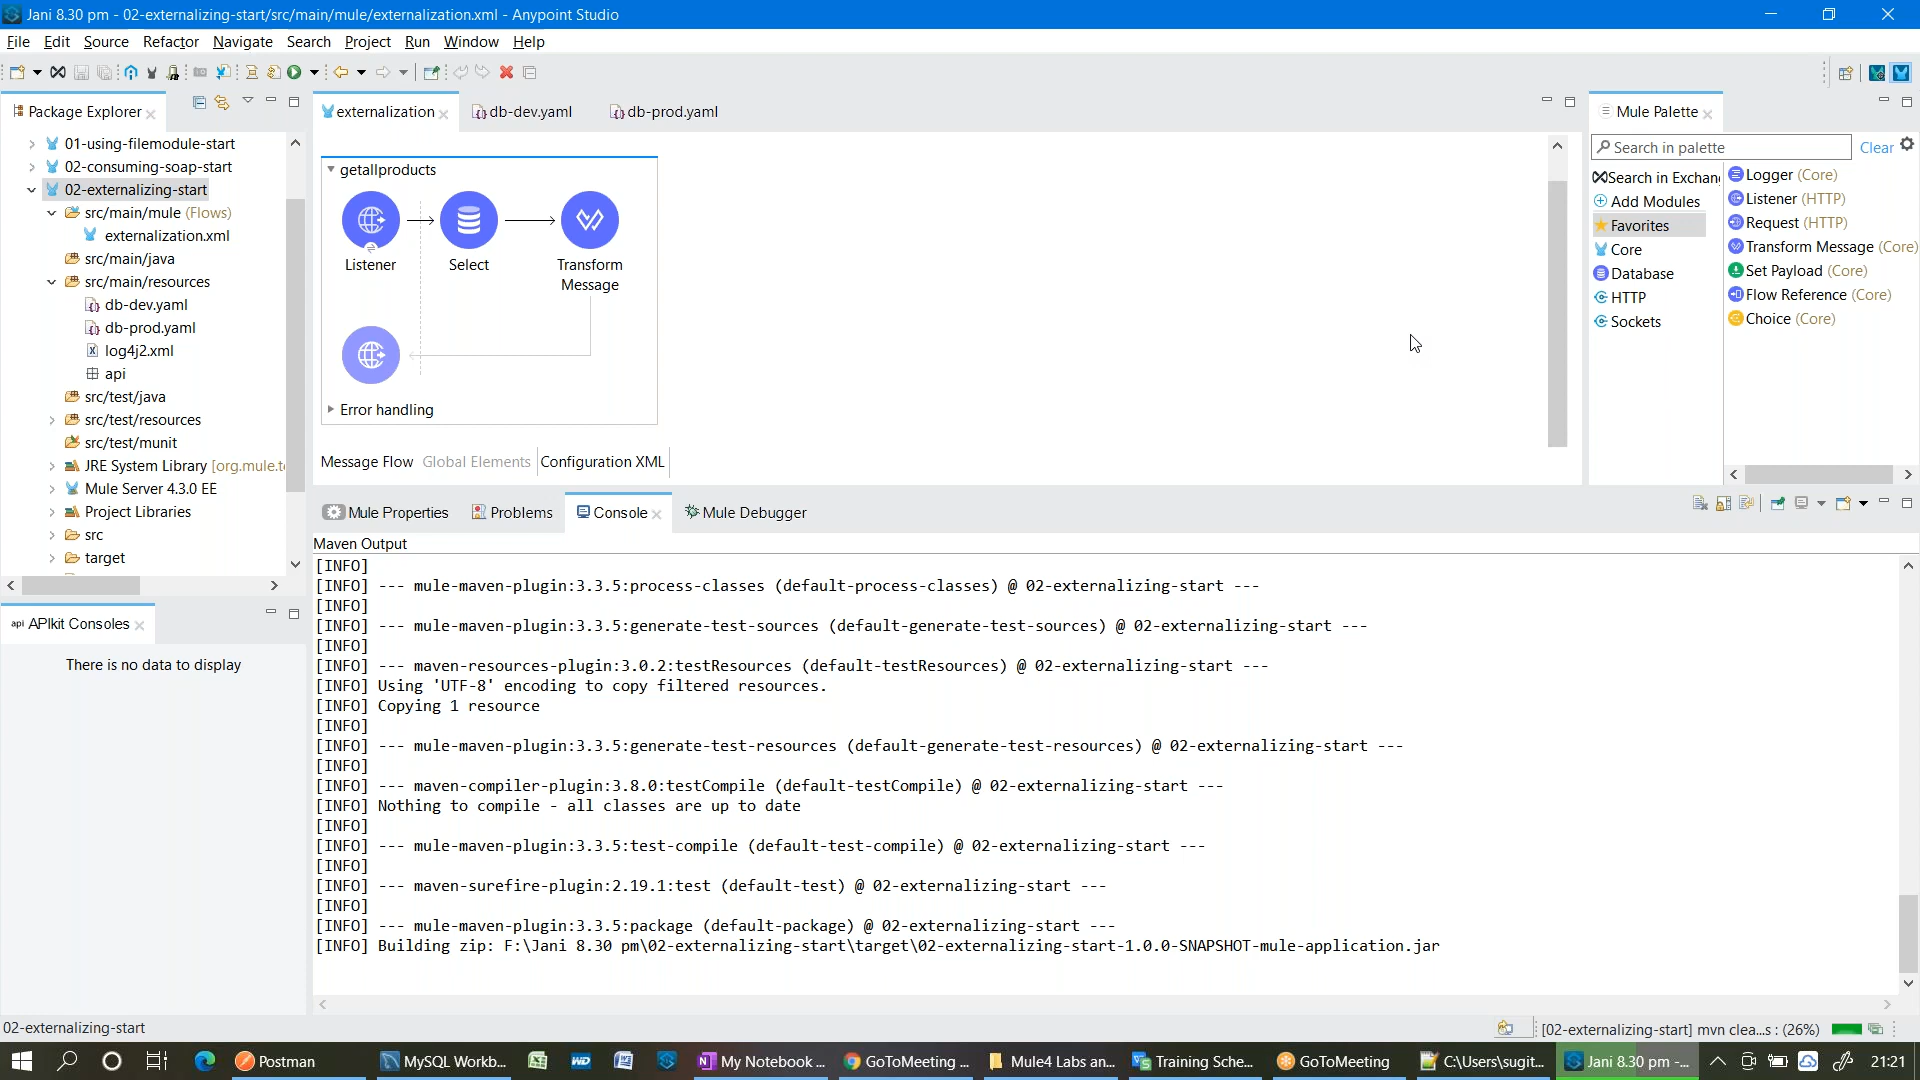 Jani 8.30 pm - 02-externalizing-start/src/main/mule/externalization.xml - Anypoint Studio
File Edit Source Refactor Navigate Search Project Run Window Help
Package Explorer
01-using-filemodule-start
02-consuming-soap-start
02-externalizing-start
src/main/mule (Flows)
externalization.xml
src/main/java
src/main/resources
db-dev.yaml
db-prod.yaml
log4j2.xml
api
src/test/java
src/test/resources
src/test/munit
JRE System Library [org.mule.t
Mule Server 4.3.0 EE
Project Libraries
src
target
api APIkit Consoles
There is no data to display
externalization db-dev.yaml db-prod.yaml
getallproducts
Listener Select Transform
Message
Error handling
Message Flow Global Elements Configuration XML
Mule Palette
Search in palette Clear
Search in Exchan
Add Modules
Favorites
Core
Database
HTTP
Sockets
Logger (Core)
Listener (HTTP)
Request (HTTP)
Transform Message (Core)
Set Payload (Core)
Flow Reference (Core)
Choice (Core)
Mule Properties Problems Console Mule Debugger
Maven Output
[INFO]
[INFO] --- mule-maven-plugin:3.3.5:process-classes (default-process-classes) @ 02-externalizing-start ---
[INFO]
[INFO] --- mule-maven-plugin:3.3.5:generate-test-sources (default-generate-test-sources) @ 02-externalizing-start ---
[INFO]
[INFO] --- maven-resources-plugin:3.0.2:testResources (default-testResources) @ 02-externalizing-start ---
[INFO] Using 'UTF-8' encoding to copy filtered resources.
[INFO] Copying 1 resource
[INFO]
[INFO] --- mule-maven-plugin:3.3.5:generate-test-resources (default-generate-test-resources) @ 02-externalizing-start ---
[INFO]
[INFO] --- maven-compiler-plugin:3.8.0:testCompile (default-testCompile) @ 02-externalizing-start ---
[INFO] Nothing to compile - all classes are up to date
[INFO]
[INFO] --- mule-maven-plugin:3.3.5:test-compile (default-test-compile) @ 02-externalizing-start ---
[INFO]
[INFO] --- maven-surefire-plugin:2.19.1:test (default-test) @ 02-externalizing-start ---
[INFO]
[INFO] --- mule-maven-plugin:3.3.5:package (default-package) @ 02-externalizing-start ---
[INFO] Building zip: F:\Jani 8.30 pm\02-externalizing-start\target\02-externalizing-start-1.0.0-SNAPSHOT-mule-application.jar
02-externalizing-start
[02-externalizing-start] mvn clea...s : (26%)
Postman MySQL Workb... My Notebook ... GoToMeeting ... Mule4 Labs an... Training Sche... GoToMeeting C:\Users\sugit... Jani 8.30 pm -... 21:21